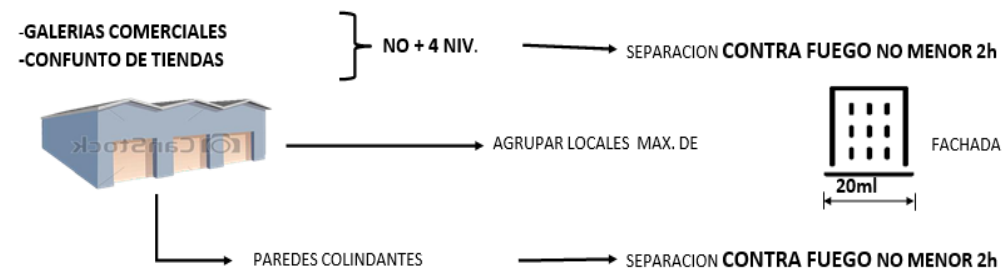 -GALERIAS COMERCIALES
-CONFUNTO DE TIENDAS
NO + 4 NIV.
SEPARACION CONTRA FUEGO NO MENOR 2h
CanStock
AGRUPAR LOCALES MAX. DE
FACHADA
20ml
PAREDES COLINDANTES
SEPARACION CONTRA FUEGO NO MENOR 2h